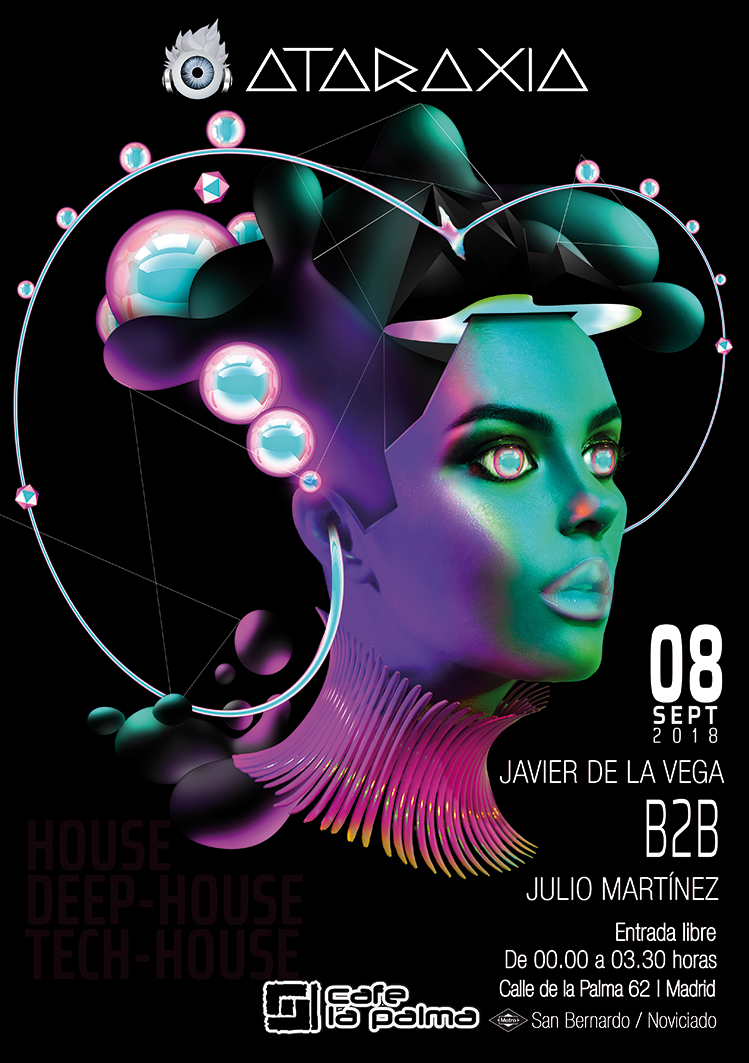 ATARAXIA
08
SEPT
2018
JAVIER DE LA VEGA
B2B
JULIO MARTÍNEZ
HOUSE
DEEP-HOUSE
TECH-HOUSE
Entrada libre
De 00.00 a 03.30 horas
Calle de la Palma 62 | Madrid
Metro San Bernardo / Noviciado
cafe
la palma